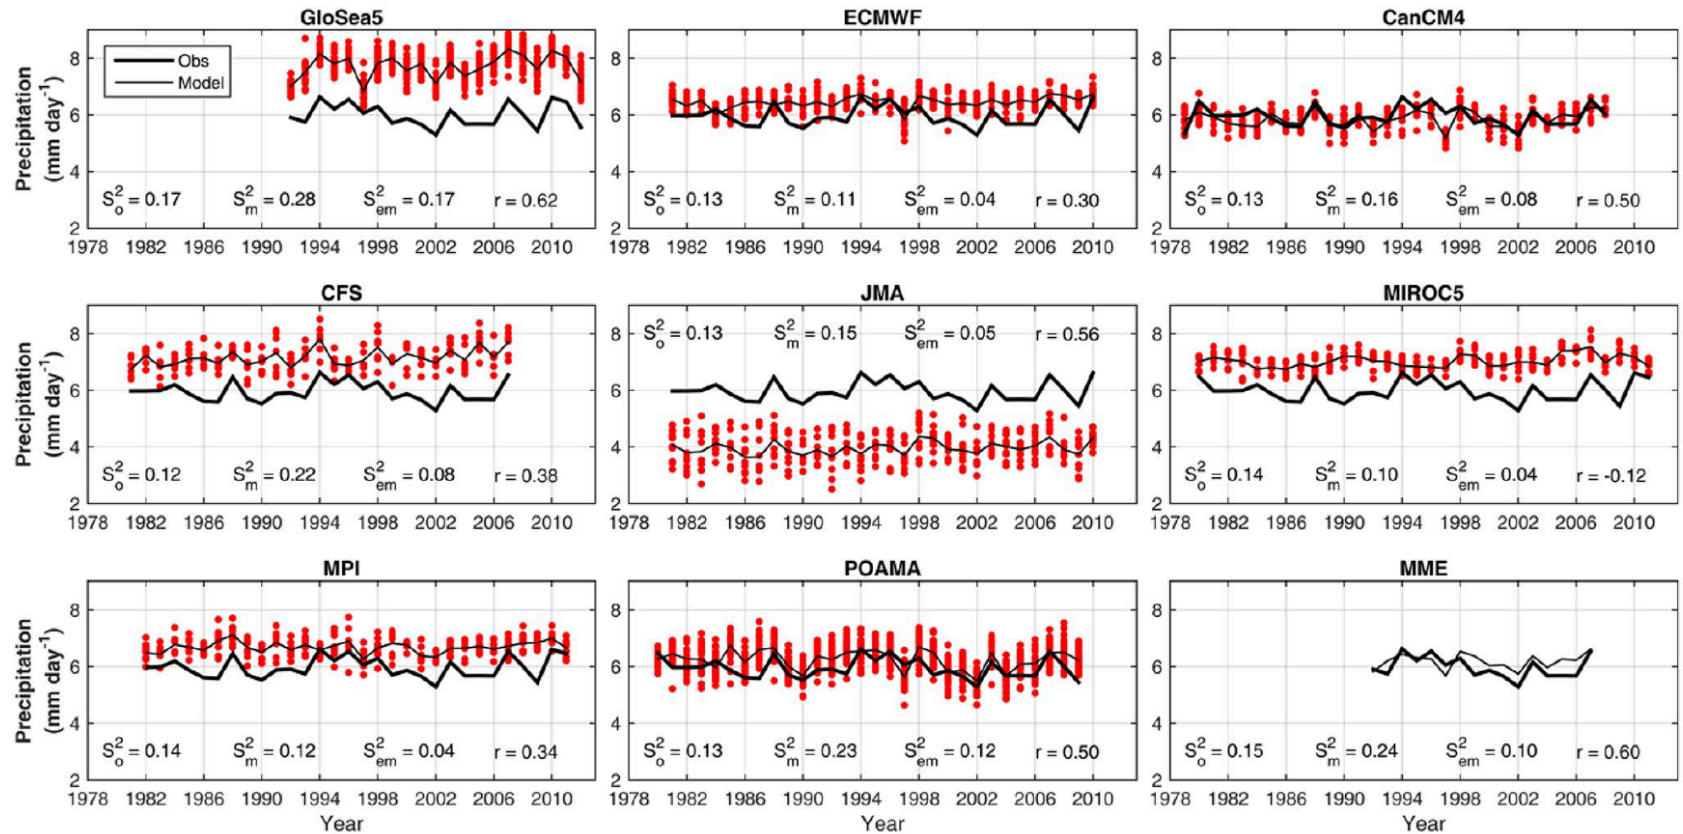 GloSea5 ECMWF CanCM4
Precipitation (mm day-1)
8
6
4
2
Obs
Model
S²o = 0.17 S²m = 0.28 S²em = 0.17 r = 0.62
1978 1982 1986 1990 1994 1998 2002 2006 2010
8
6
4
2
S²o = 0.13 S²m = 0.11 S²em = 0.04 r = 0.30
1978 1982 1986 1990 1994 1998 2002 2006 2010
8
6
4
2
S²o = 0.13 S²m = 0.16 S²em = 0.08 r = 0.50
1978 1982 1986 1990 1994 1998 2002 2006 2010
CFS JMA MIROC5
Precipitation (mm day-1)
8
6
4
2
S²o = 0.12 S²m = 0.22 S²em = 0.08 r = 0.38
1978 1982 1986 1990 1994 1998 2002 2006 2010
8
6
4
2
S²o = 0.13 S²m = 0.15 S²em = 0.05 r = 0.56
1978 1982 1986 1990 1994 1998 2002 2006 2010
8
6
4
2
S²o = 0.14 S²m = 0.10 S²em = 0.04 r = -0.12
1978 1982 1986 1990 1994 1998 2002 2006 2010
MPI POAMA MME
Precipitation (mm day-1)
8
6
4
2
S²o = 0.14 S²m = 0.12 S²em = 0.04 r = 0.34
1978 1982 1986 1990 1994 1998 2002 2006 2010
Year
8
6
4
2
S²o = 0.13 S²m = 0.23 S²em = 0.12 r = 0.50
1978 1982 1986 1990 1994 1998 2002 2006 2010
Year
8
6
4
2
S²o = 0.15 S²m = 0.24 S²em = 0.10 r = 0.60
1978 1982 1986 1990 1994 1998 2002 2006 2010
Year